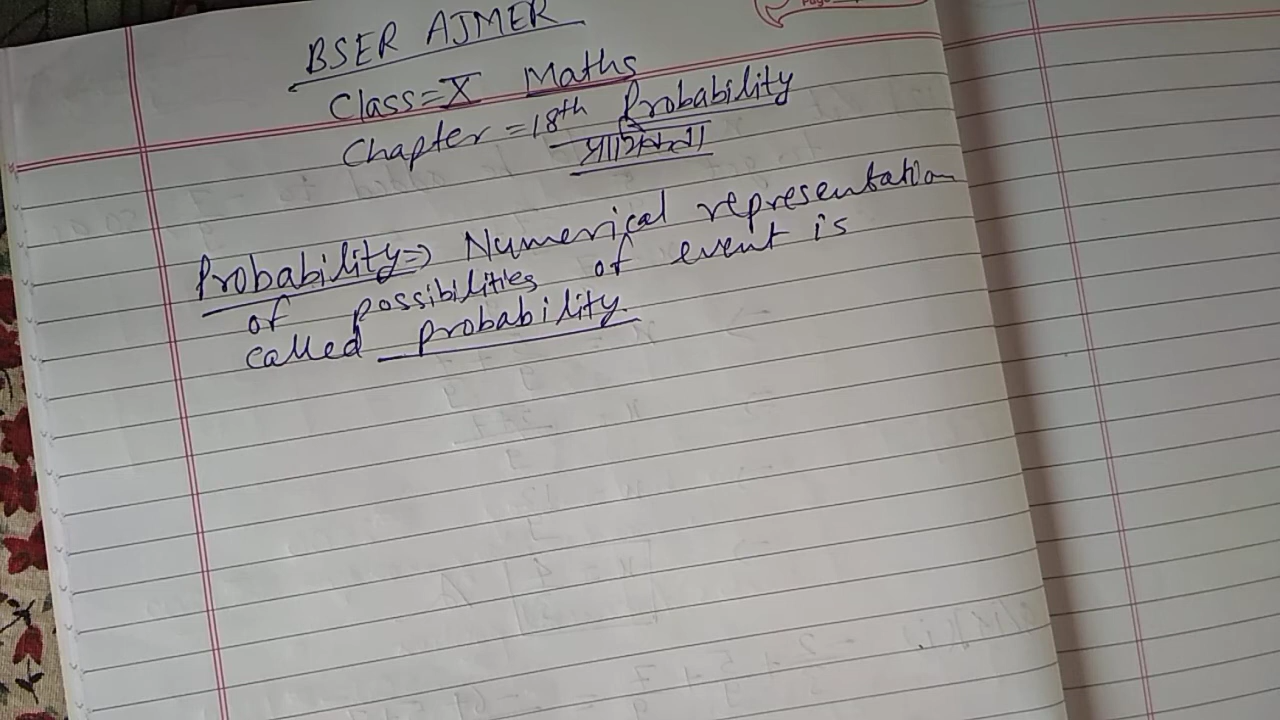 BSER AJMER
Class=X Maths
Chapter = 18th Probability
प्रायिकता
Probability=> Numerical representation
of possibilities of event is
called probability.